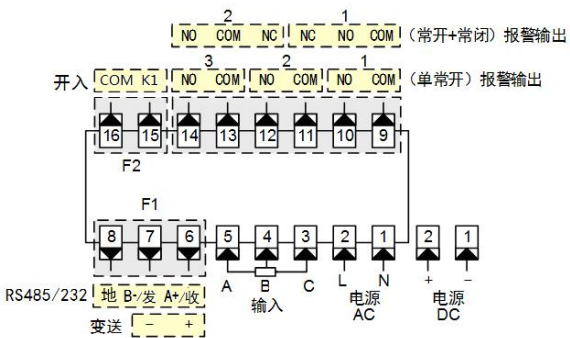 2 1
NO COM NC NC NO COM (常开+常闭) 报警输出
3 2 1
开入 COM K1 NO COM NO COM NO COM (单常开) 报警输出
16 15 14 13 12 11 10 9
F2
F1
8 7 6 5 4 3 2 1 2 1
A B C L N + −
RS485/232 地 B-/发 A+/收 输入 电源 电源
AC DC
变送 − +